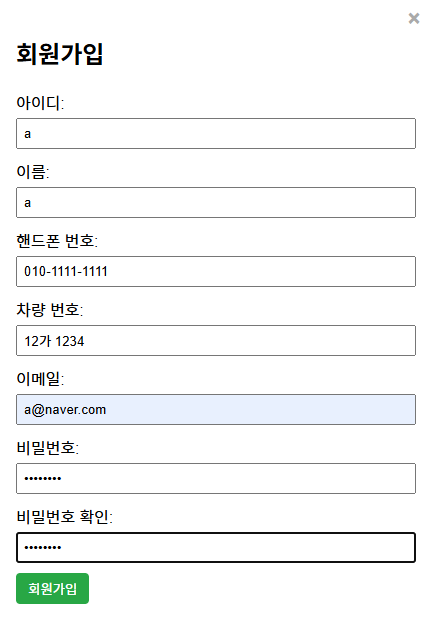 ×
회원가입
아이디:
a
이름:
a
핸드폰 번호:
010-1111-1111
차량 번호:
12가 1234
이메일:
a@naver.com
비밀번호:
••••••••
비밀번호 확인:
••••••••
회원가입